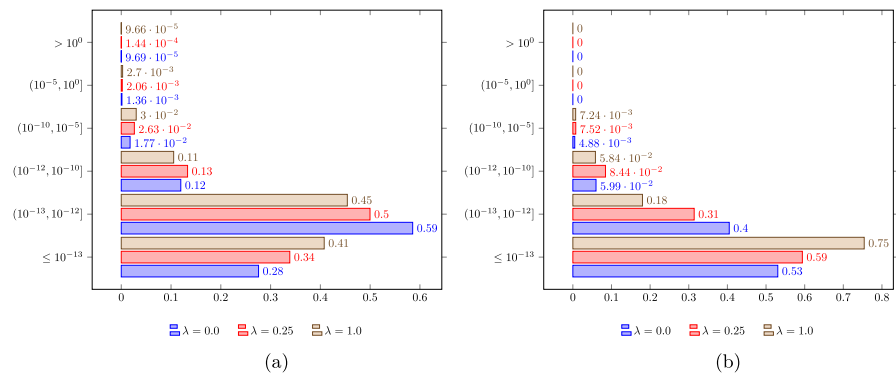 > 10⁰
(10⁻⁵, 10⁰]
(10⁻¹⁰, 10⁻⁵]
(10⁻¹², 10⁻¹⁰]
(10⁻¹³, 10⁻¹²]
≤ 10⁻¹³
9.66 · 10⁻⁵
1.44 · 10⁻⁴
9.69 · 10⁻⁵
2.7 · 10⁻³
2.06 · 10⁻³
1.36 · 10⁻³
3 · 10⁻²
2.63 · 10⁻²
1.77 · 10⁻²
0.11
0.13
0.12
0.45
0.5
0.59
0.41
0.34
0.28
0 0.1 0.2 0.3 0.4 0.5 0.6
λ = 0.0 λ = 0.25 λ = 1.0
(a)
> 10⁰
(10⁻⁵, 10⁰]
(10⁻¹⁰, 10⁻⁵]
(10⁻¹², 10⁻¹⁰]
(10⁻¹³, 10⁻¹²]
≤ 10⁻¹³
0
0
0
0
0
0
7.24 · 10⁻³
7.52 · 10⁻³
4.88 · 10⁻³
5.84 · 10⁻²
8.44 · 10⁻²
5.99 · 10⁻²
0.18
0.31
0.4
0.75
0.59
0.53
0 0.1 0.2 0.3 0.4 0.5 0.6 0.7 0.8
λ = 0.0 λ = 0.25 λ = 1.0
(b)